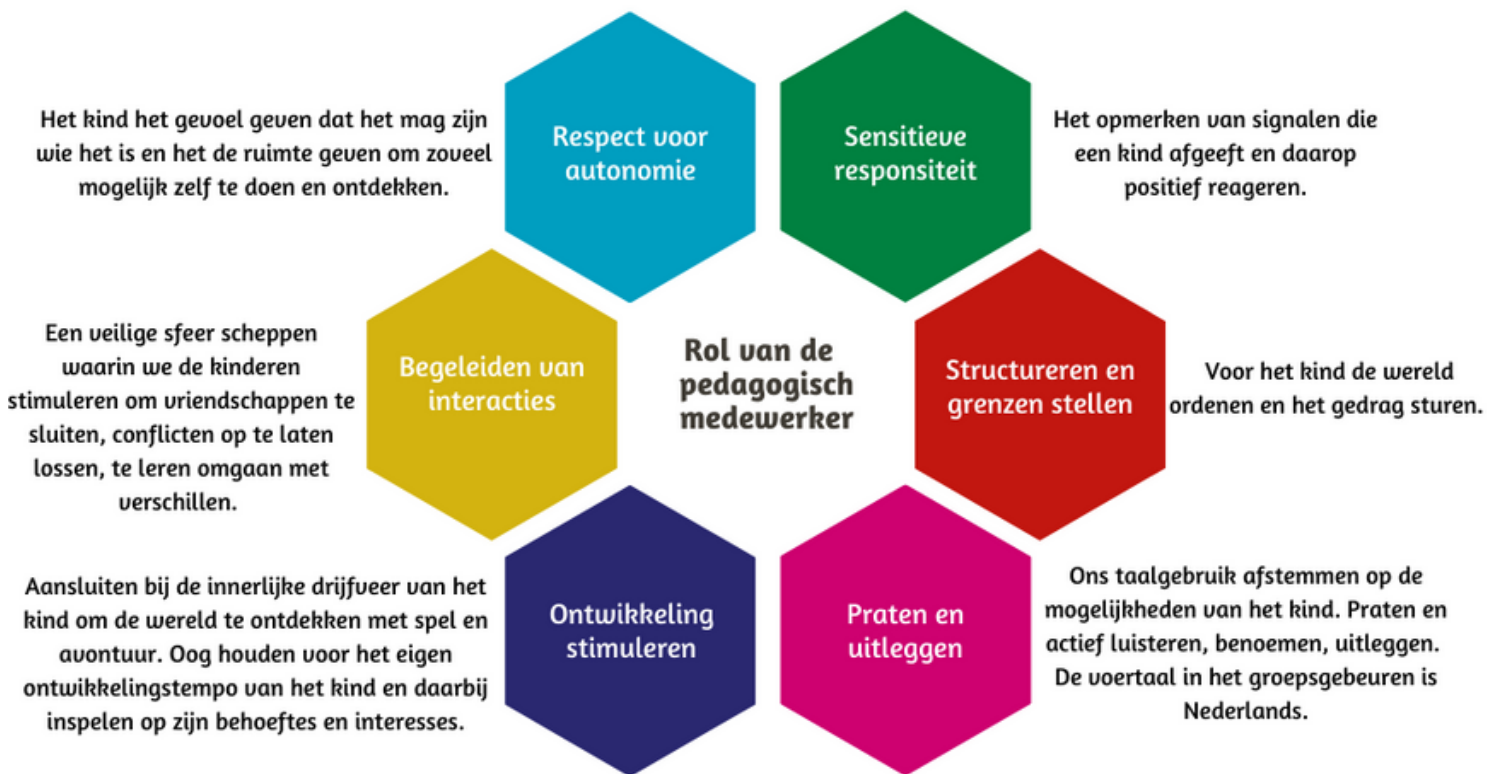 Het kind het gevoel geven dat het mag zijn
wie het is en het de ruimte geven om zoveel
mogelijk zelf te doen en ontdekken.
Respect voor
autonomie
Sensitieve
responsiteit
Het opmerken van signalen die
een kind afgeeft en daarop
positief reageren.
Een veilige sfeer scheppen
waarin we de kinderen
stimuleren om vriendschappen te
sluiten, conflicten op te laten
lossen, te leren omgaan met
verschillen.
Begeleiden van
interacties
Rol van de
pedagogisch
medewerker
Structureren en
grenzen stellen
Voor het kind de wereld
ordenen en het gedrag sturen.
Aansluiten bij de innerlijke drijfveer van het
kind om de wereld te ontdekken met spel en
avontuur. Oog houden voor het eigen
ontwikkelingstempo van het kind en daarbij
inspelen op zijn behoeftes en interesses.
Ontwikkeling
stimuleren
Praten en
uitleggen
Ons taalgebruik afstemmen op de
mogelijkheden van het kind. Praten en
actief luisteren, benoemen, uitleggen.
De voertaal in het groepsgebeuren is
Nederlands.